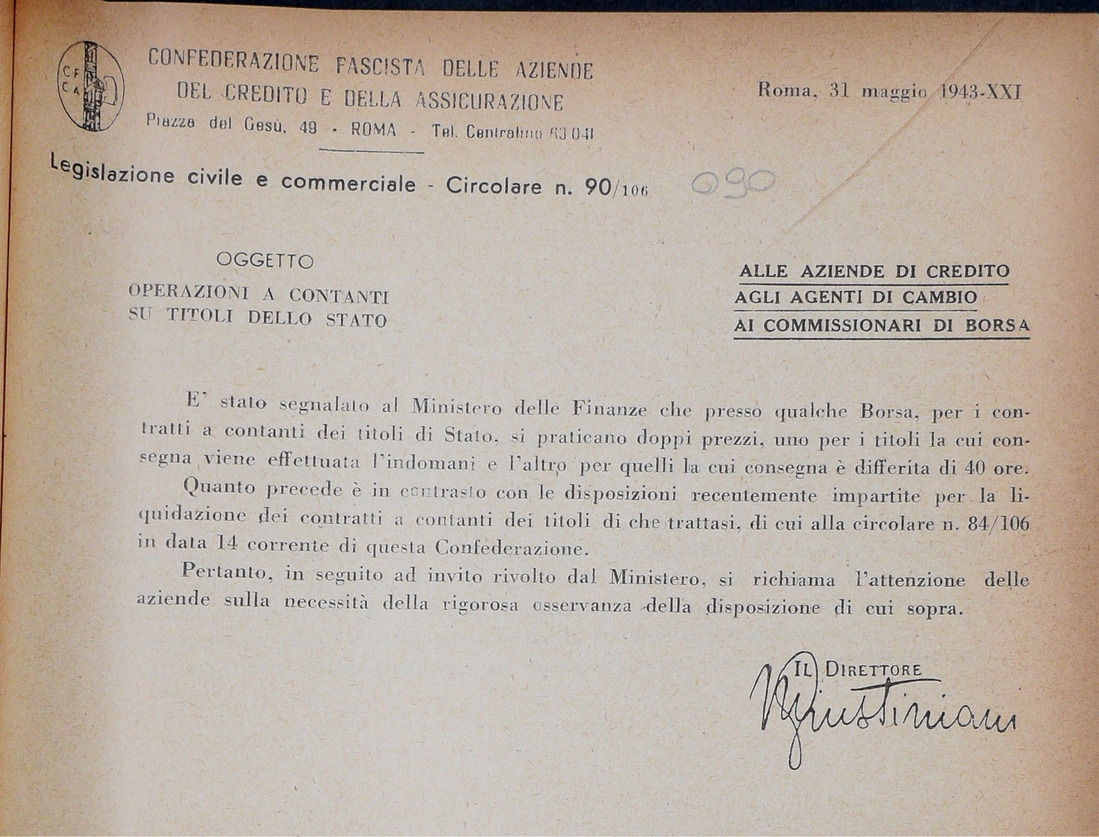 C F
C A
CONFEDERAZIONE FASCISTA DELLE AZIENDE
DEL CREDITO E DELLA ASSICURAZIONE
Piazza del Gesù, 49 - ROMA - Tel. Centralino 63 041
Roma, 31 maggio 1943-XXI
Legislazione civile e commerciale - Circolare n. 90/106 090
OGGETTO
OPERAZIONI A CONTANTI
SU TITOLI DELLO STATO
ALLE AZIENDE DI CREDITO
AGLI AGENTI DI CAMBIO
AI COMMISSIONARI DI BORSA
E' stato segnalato al Ministero delle Finanze che presso qualche Borsa, per i con-
tratti a contanti dei titoli di Stato, si praticano doppi prezzi, uno per i titoli la cui con-
segna viene effettuata l'indomani e l'altro per quelli la cui consegna è differita di 40 ore.
Quanto precede è in contrasto con le disposizioni recentemente impartite per la li-
quidazione dei contratti a contanti dei titoli di che trattasi, di cui alla circolare n. 84/106
in data 14 corrente di questa Confederazione.
Pertanto, in seguito ad invito rivolto dal Ministero, si richiama l'attenzione delle
aziende sulla necessità della rigorosa osservanza della disposizione di cui sopra.
IL DIRETTORE
Giustiniani